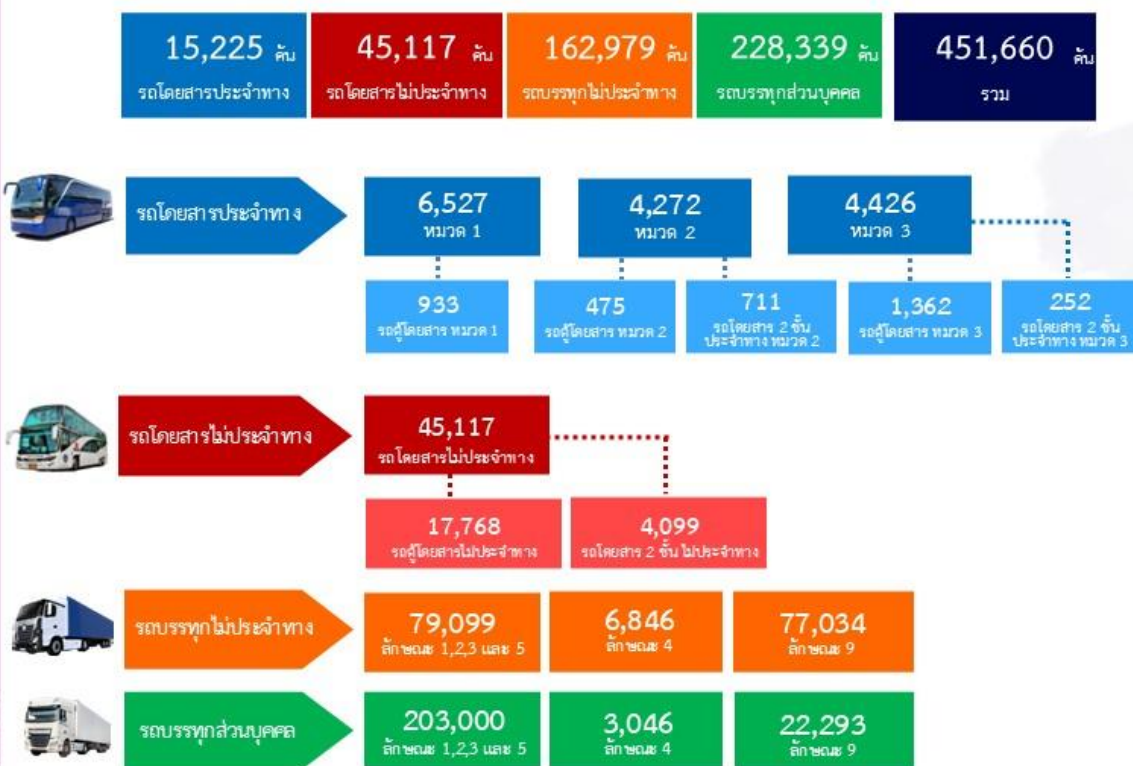 15,225 คัน
รถโดยสารประจำทาง
45,117 คัน
รถโดยสารไม่ประจำทาง
162,979 คัน
รถบรรทุกไม่ประจำทาง
228,339 คัน
รถบรรทุกส่วนบุคคล
451,660 คัน
รวม
รถโดยสารประจำทาง
6,527
หมวด 1
4,272
หมวด 2
4,426
หมวด 3
933
รถตู้โดยสาร หมวด 1
475
รถตู้โดยสาร หมวด 2
711
รถโดยสาร 2 ชั้น
ประจำทาง หมวด 2
1,362
รถตู้โดยสาร หมวด 3
252
รถโดยสาร 2 ชั้น
ประจำทาง หมวด 3
รถโดยสารไม่ประจำทาง
45,117
รถโดยสารไม่ประจำทาง
17,768
รถตู้โดยสารไม่ประจำทาง
4,099
รถโดยสาร 2 ชั้น ไม่ประจำทาง
รถบรรทุกไม่ประจำทาง
79,099
ลักษณะ 1,2,3 และ 5
6,846
ลักษณะ 4
77,034
ลักษณะ 9
รถบรรทุกส่วนบุคคล
203,000
ลักษณะ 1,2,3 และ 5
3,046
ลักษณะ 4
22,293
ลักษณะ 9